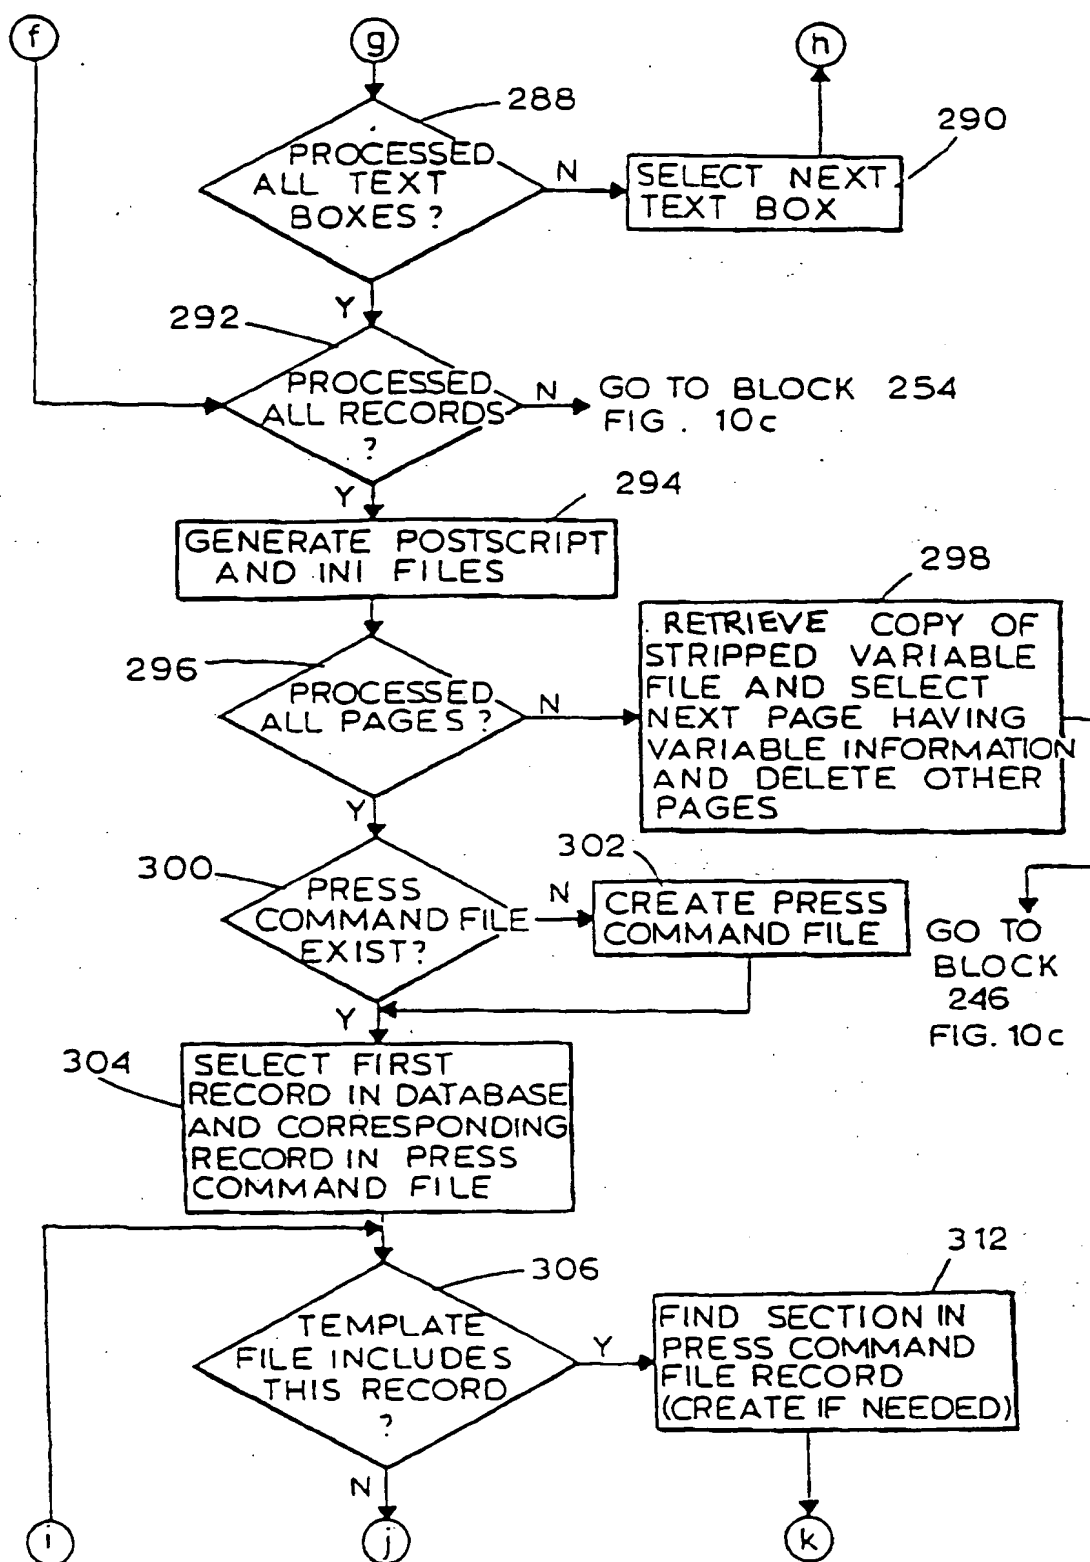 f
g
h
288
PROCESSED
ALL TEXT
BOXES?
N
290
SELECT NEXT
TEXT BOX
Y
292
PROCESSED
ALL RECORDS
?
N
GO TO BLOCK 254
FIG. 10c
Y
294
GENERATE POSTSCRIPT
AND INI FILES
296
PROCESSED
ALL PAGES?
N
298
RETRIEVE COPY OF
STRIPPED VARIABLE
FILE AND SELECT
NEXT PAGE HAVING
VARIABLE INFORMATION
AND DELETE OTHER
PAGES
Y
300
PRESS
COMMAND FILE
EXIST?
N
302
CREATE PRESS
COMMAND FILE
GO TO
BLOCK
246
FIG. 10c
Y
304
SELECT FIRST
RECORD IN DATABASE
AND CORRESPONDING
RECORD IN PRESS
COMMAND FILE
306
TEMPLATE
FILE INCLUDES
THIS RECORD
?
Y
312
FIND SECTION IN
PRESS COMMAND
FILE RECORD
(CREATE IF NEEDED)
N
i
j
k